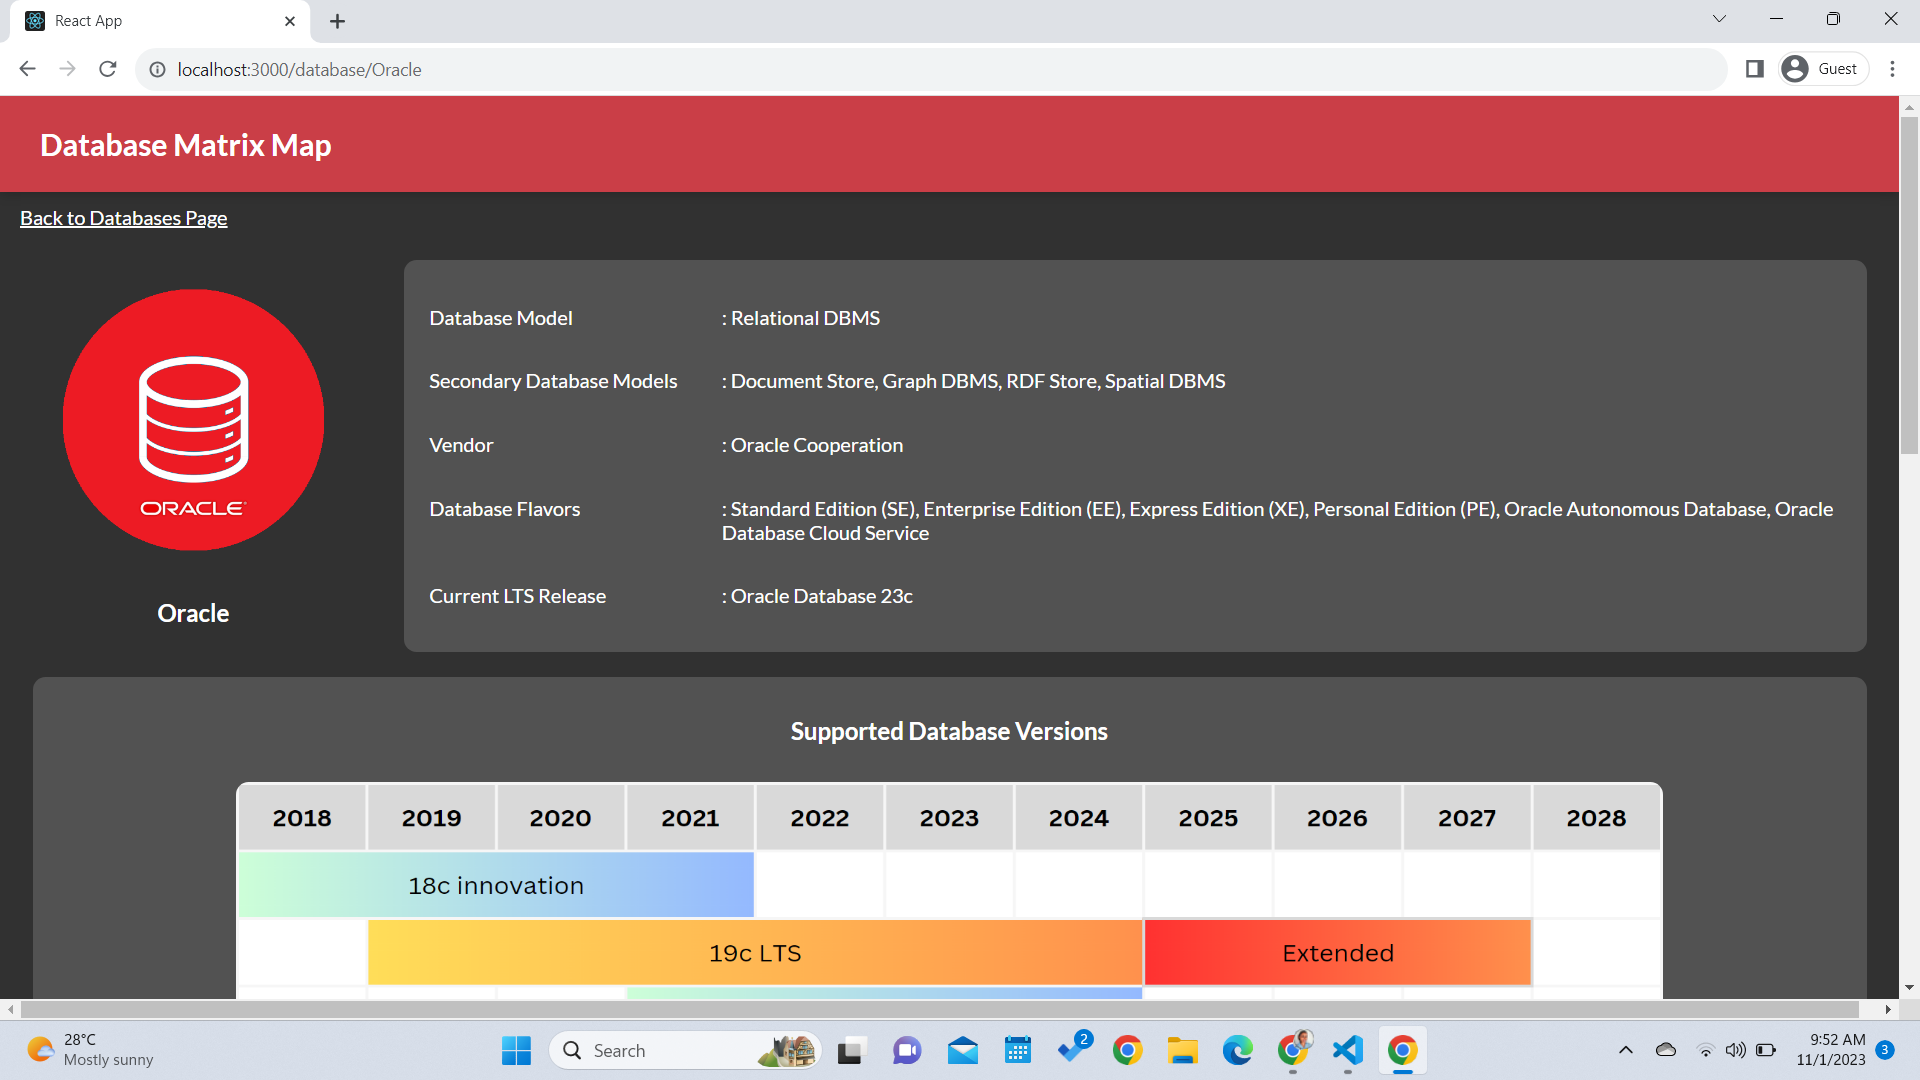 React App
localhost:3000/database/Oracle
Guest
Database Matrix Map
Back to Databases Page
ORACLE
Oracle
Database Model : Relational DBMS
Secondary Database Models : Document Store, Graph DBMS, RDF Store, Spatial DBMS
Vendor : Oracle Cooperation
Database Flavors : Standard Edition (SE), Enterprise Edition (EE), Express Edition (XE), Personal Edition (PE), Oracle Autonomous Database, Oracle
Database Cloud Service
Current LTS Release : Oracle Database 23c
Supported Database Versions
2018 2019 2020 2021 2022 2023 2024 2025 2026 2027 2028
18c innovation
19c LTS Extended
28°C
Mostly sunny
Search
2
9:52 AM
11/1/2023
3